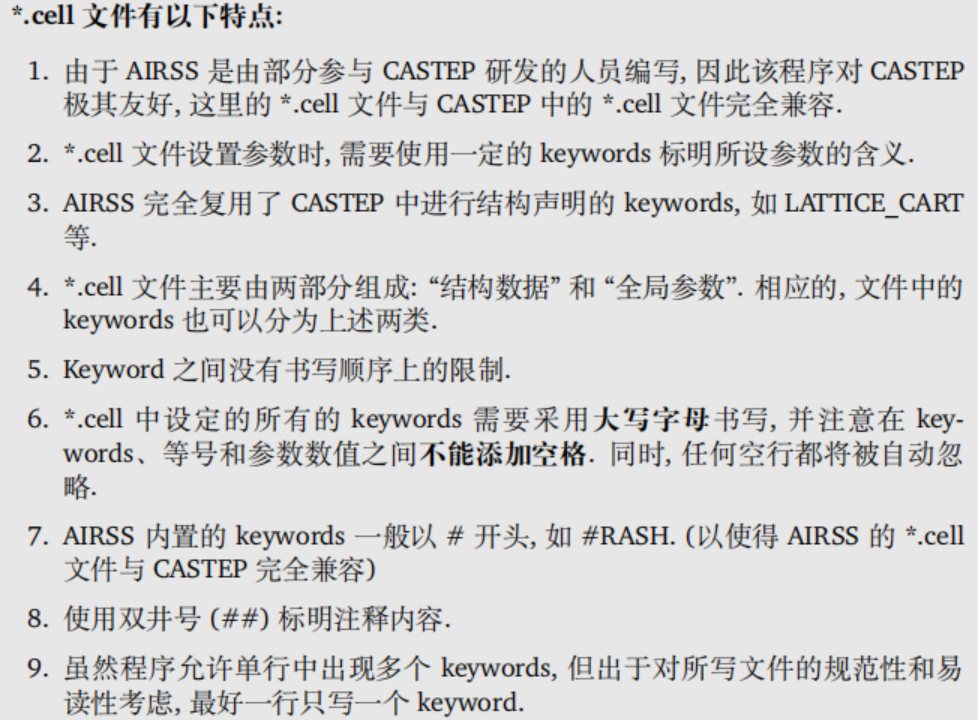 *.cell 文件有以下特点:
1. 由于 AIRSS 是由部分参与 CASTEP 研发的人员编写, 因此该程序对 CASTEP
极其友好, 这里的 *.cell 文件与 CASTEP 中的 *.cell 文件完全兼容.
2. *.cell 文件设置参数时, 需要使用一定的 keywords 标明所设参数的含义.
3. AIRSS 完全复用了 CASTEP 中进行结构声明的 keywords, 如 LATTICE_CART
等.
4. *.cell 文件主要由两部分组成: “结构数据” 和 “全局参数”. 相应的, 文件中的
keywords 也可以分为上述两类.
5. Keyword 之间没有书写顺序上的限制.
6. *.cell 中设定的所有的 keywords 需要采用大写字母书写, 并注意在 key-
words、等号和参数数值之间不能添加空格. 同时, 任何空行都将被自动忽
略.
7. AIRSS 内置的 keywords 一般以 # 开头, 如 #RASH. (以使得 AIRSS 的 *.cell
文件与 CASTEP 完全兼容)
8. 使用双井号 (##) 标明注释内容.
9. 虽然程序允许单行中出现多个 keywords, 但出于对所写文件的规范性和易
读性考虑, 最好一行只写一个 keyword.